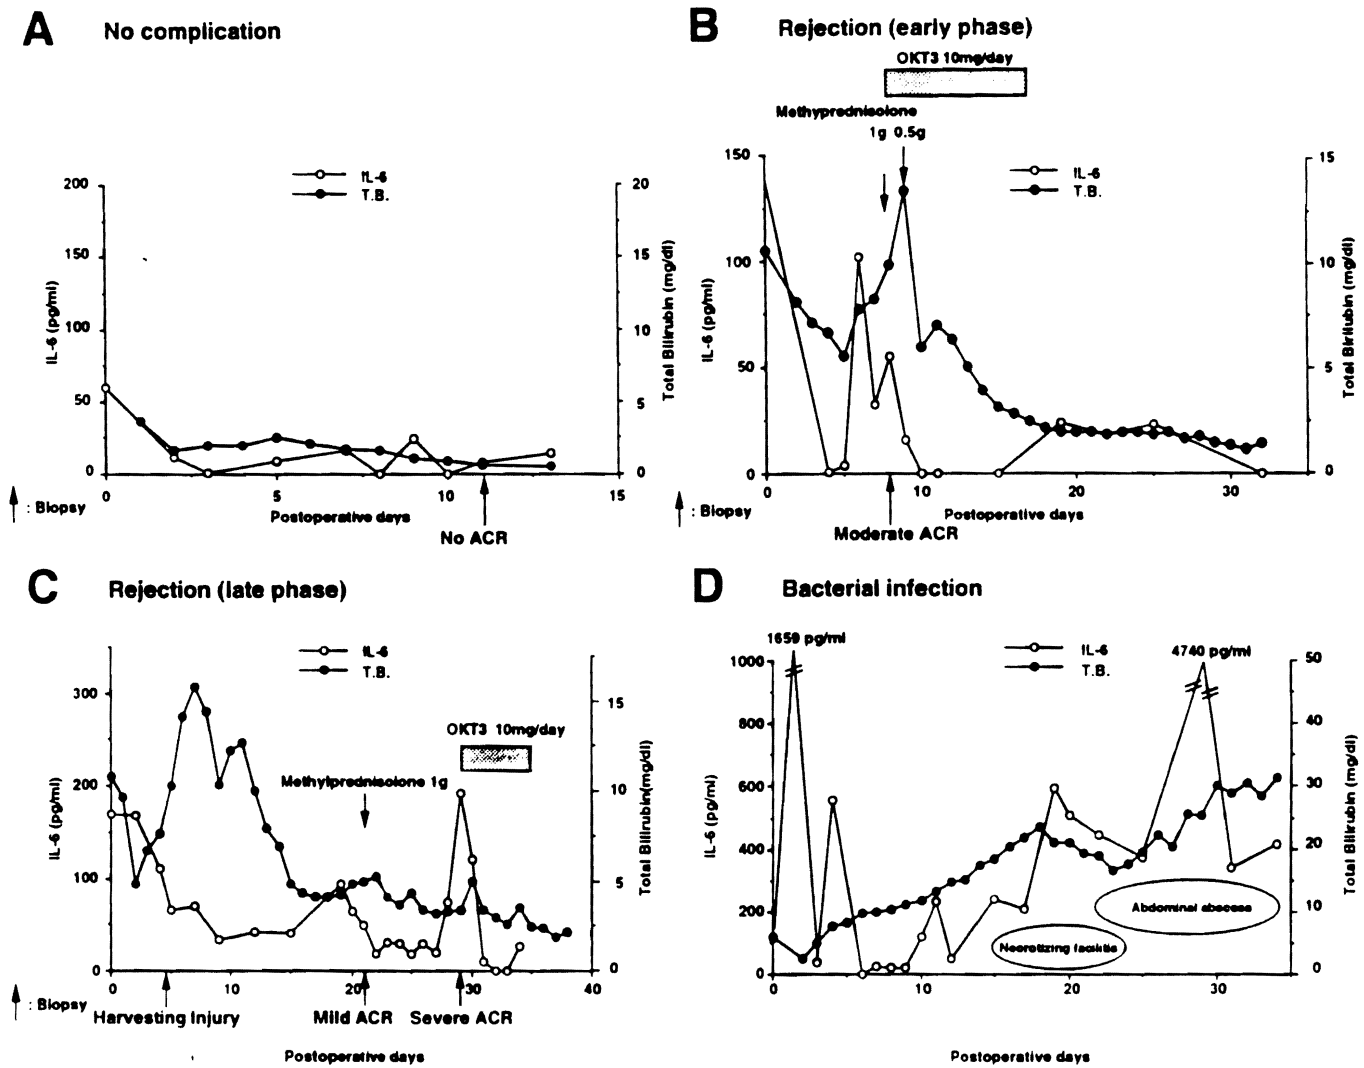 A No complication
IL-6
T.B.
200
150
100
50
0
IL-6 (pg/ml)
20
15
10
5
0
Total Bilirubin (mg/dl)
0 5 10 15
Postoperative days
: Biopsy
No ACR
B Rejection (early phase)
OKT3 10mg/day
Methyprednisolone
1g 0.5g
IL-6
T.B.
150
100
50
0
IL-6 (pg/ml)
15
10
5
0
Total Birilubin (mg/dl)
0 10 20 30
Postoperative days
: Biopsy
Moderate ACR
C Rejection (late phase)
IL-6
T.B.
OKT3 10mg/day
Methylprednisolone 1g
300
200
100
0
IL-6 (pg/ml)
15
10
5
0
Total Bilirubin(mg/dl)
0 10 20 30 40
: Biopsy
Harvesting Injury Mild ACR Severe ACR
Postoperative days
D Bacterial infection
1659 pg/ml
IL-6
T.B.
4740 pg/ml
1000
800
600
400
200
0
IL-6 (pg/ml)
50
40
30
20
10
0
Total Bilirubin (mg/dl)
Abdominal abscess
Necrotizing faciitis
0 10 20 30
Postoperative days